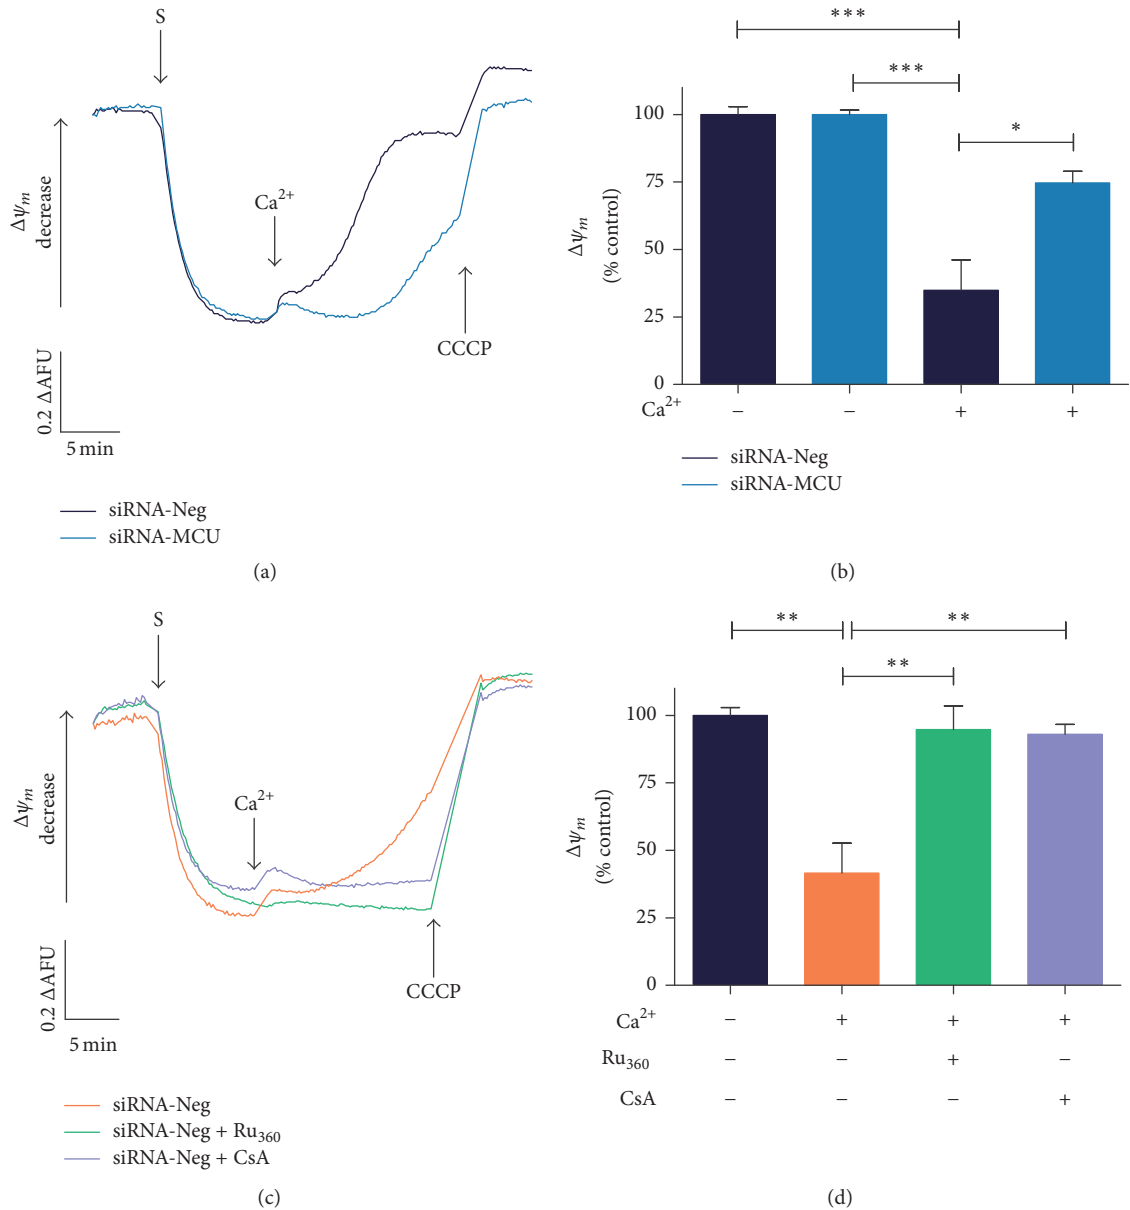 S
Ca²⁺
CCCP
Δψₘ
decrease
0.2 ΔAFU
5 min
siRNA-Neg
siRNA-MCU
(a)
***
***
*
Δψₘ
(% control)
100
75
50
25
0
Ca²⁺ − − + +
siRNA-Neg
siRNA-MCU
(b)
S
Ca²⁺
CCCP
Δψₘ
decrease
0.2 ΔAFU
5 min
siRNA-Neg
siRNA-Neg + Ru₃₆₀
siRNA-Neg + CsA
(c)
** **
**
Δψₘ
(% control)
100
75
50
25
0
Ca²⁺ − + + +
Ru₃₆₀ − − + −
CsA − − − +
(d)